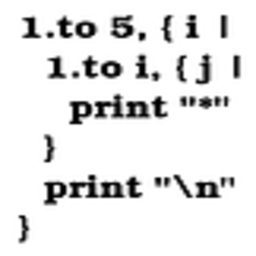 1.to 5, { i |
1.to i, { j |
print "*"
}
print "\n"
}